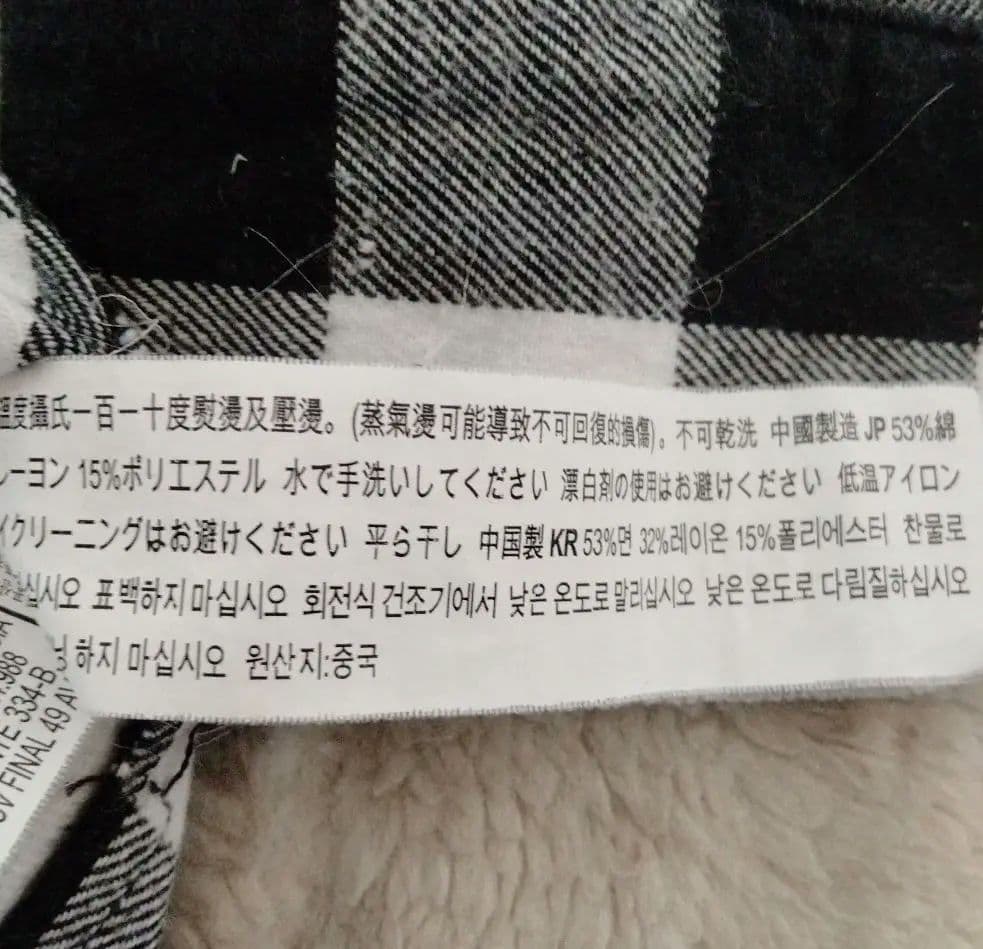 溫度攝氏一百一十度熨燙及壓燙。(蒸氣燙可能導致不可回復的損傷)。不可乾洗 中國製造 JP 53%綿
レーヨン 15%ポリエステル 水で手洗いしてください 漂白剤の使用はお避けください 低温アイロン
イクリーニングはお避けください 平ら干し 中国製 KR 53%면 32%레이온 15%폴리에스터 찬물로
십시오 표백하지 마십시오 회전식 건조기에서 낮은 온도로 말리십시오 낮은 온도로 다림질하십시오
하지 마십시오 원산지:중국
988
334-B
FINAL 49 AV